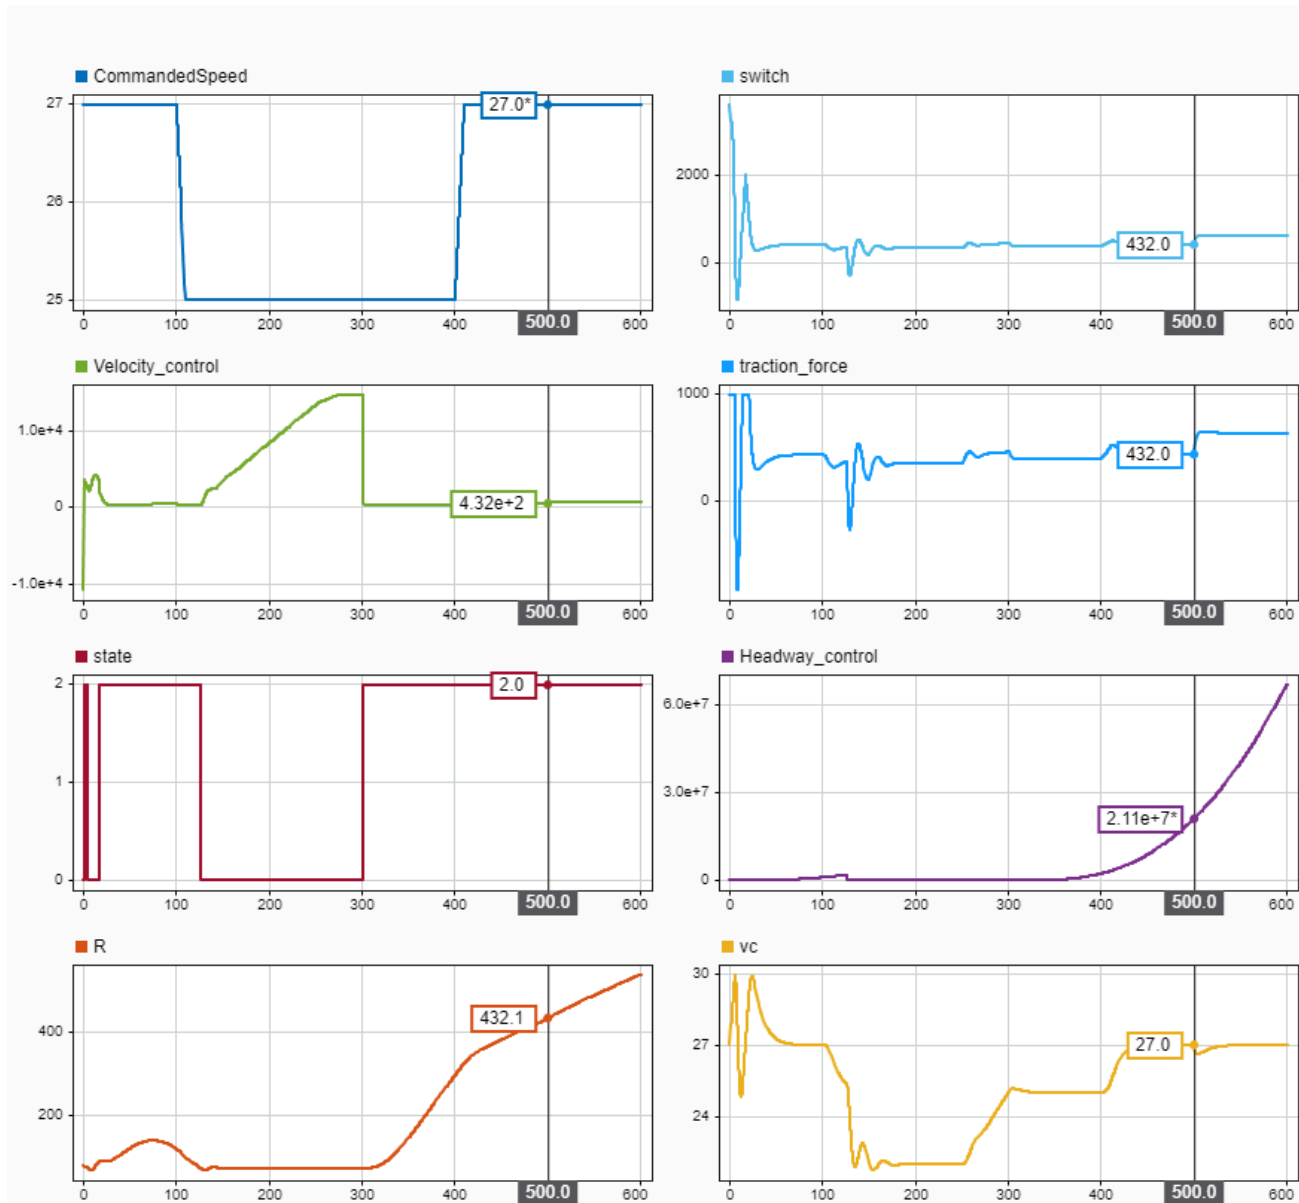 CommandedSpeed
27.0*
27
26
25
0 100 200 300 400 500.0 600
switch
2000
432.0
0
0 100 200 300 400 500.0 600
Velocity_control
1.0e+4
4.32e+2
0
-1.0e+4
0 100 200 300 400 500.0 600
traction_force
1000
432.0
0
0 100 200 300 400 500.0 600
state
2.0
2
1
0
0 100 200 300 400 500.0 600
Headway_control
6.0e+7
3.0e+7
2.11e+7*
0
0 100 200 300 400 500.0 600
R
432.1
400
200
0 100 200 300 400 500.0 600
vc
30
27
27.0
24
0 100 200 300 400 500.0 600